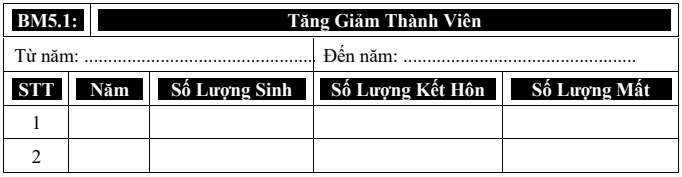 BM5.1: Tăng Giảm Thành Viên
Từ năm: ................................................. Đến năm: .................................................
STT Năm Số Lượng Sinh Số Lượng Kết Hôn Số Lượng Mất
1
2